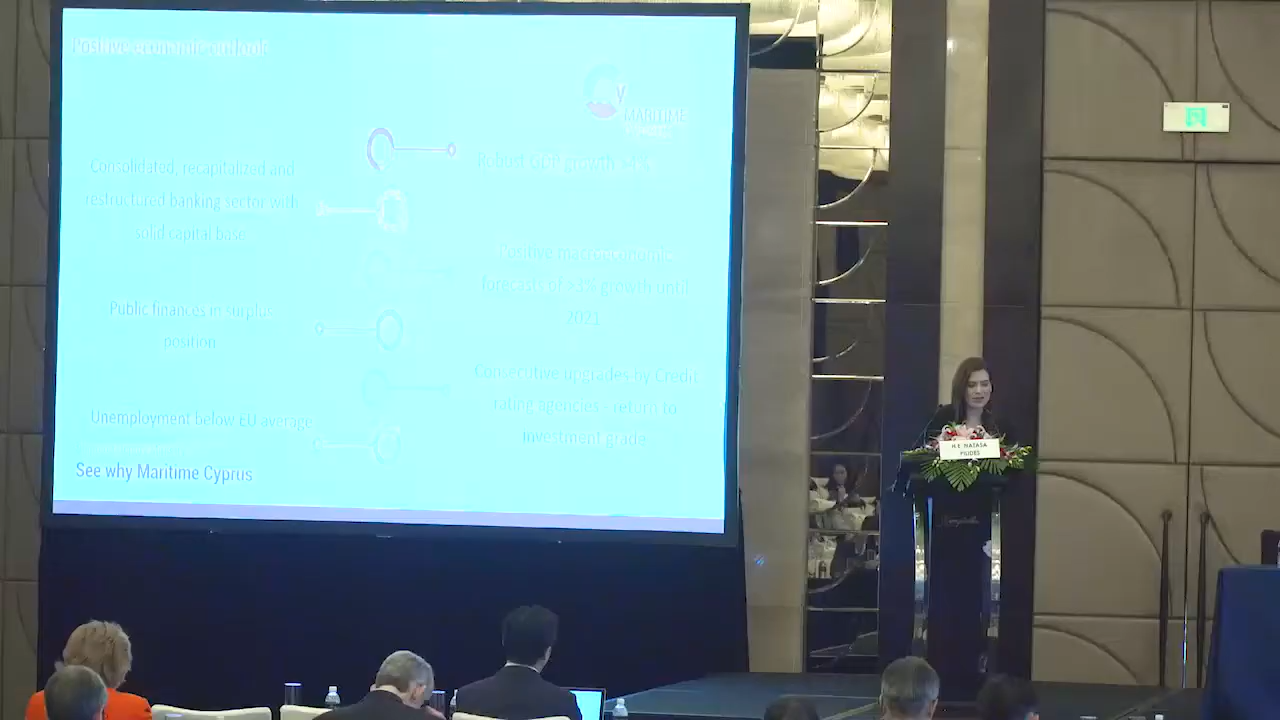 Positive economic outlook
MARITIME
CYPRUS
Robust GDP growth
Consolidated, recapitalized and
restructured banking sector with
solid capital base
Positive macroeconomic
forecasts of >3% growth until
2021
Public finances in surplus
position
Consecutive upgrades by Credit
rating agencies - return to
investment grade
Unemployment below EU average
See why Maritime Cyprus
H.E. NATASA
PILIDES